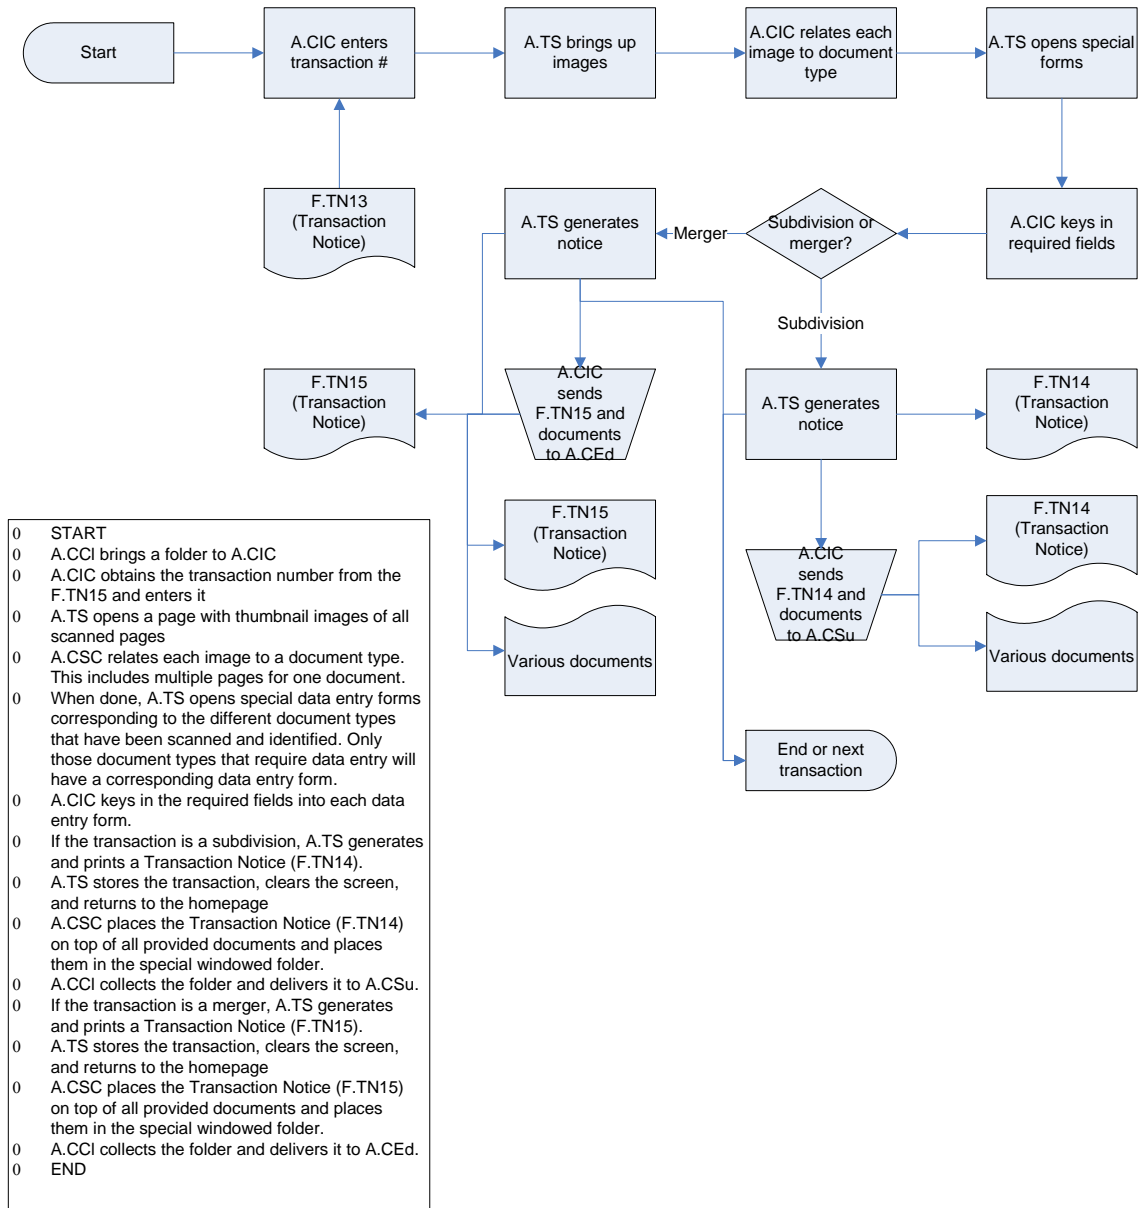 Start
A.CIC enters
transaction #
A.TS brings up
images
A.CIC relates each
image to document
type
A.TS opens special
forms
F.TN13
(Transaction
Notice)
A.TS generates
notice
Merger
Subdivision or
merger?
A.CIC keys in
required fields
Subdivision
F.TN15
(Transaction
Notice)
A.CIC
sends
F.TN15 and
documents
to A.CEd
A.TS generates
notice
F.TN14
(Transaction
Notice)
F.TN15
(Transaction
Notice)
A.CIC
sends
F.TN14 and
documents
to A.CSu
F.TN14
(Transaction
Notice)
Various documents
Various documents
End or next
transaction
0 START
0 A.CCl brings a folder to A.CIC
0 A.CIC obtains the transaction number from the
F.TN15 and enters it
0 A.TS opens a page with thumbnail images of all
scanned pages
0 A.CSC relates each image to a document type.
This includes multiple pages for one document.
0 When done, A.TS opens special data entry forms
corresponding to the different document types
that have been scanned and identified. Only
those document types that require data entry will
have a corresponding data entry form.
0 A.CIC keys in the required fields into each data
entry form.
0 If the transaction is a subdivision, A.TS generates
and prints a Transaction Notice (F.TN14).
0 A.TS stores the transaction, clears the screen,
and returns to the homepage
0 A.CSC places the Transaction Notice (F.TN14)
on top of all provided documents and places
them in the special windowed folder.
0 A.CCl collects the folder and delivers it to A.CSu.
0 If the transaction is a merger, A.TS generates
and prints a Transaction Notice (F.TN15).
0 A.TS stores the transaction, clears the screen,
and returns to the homepage
0 A.CSC places the Transaction Notice (F.TN15)
on top of all provided documents and places
them in the special windowed folder.
0 A.CCl collects the folder and delivers it to A.CEd.
0 END